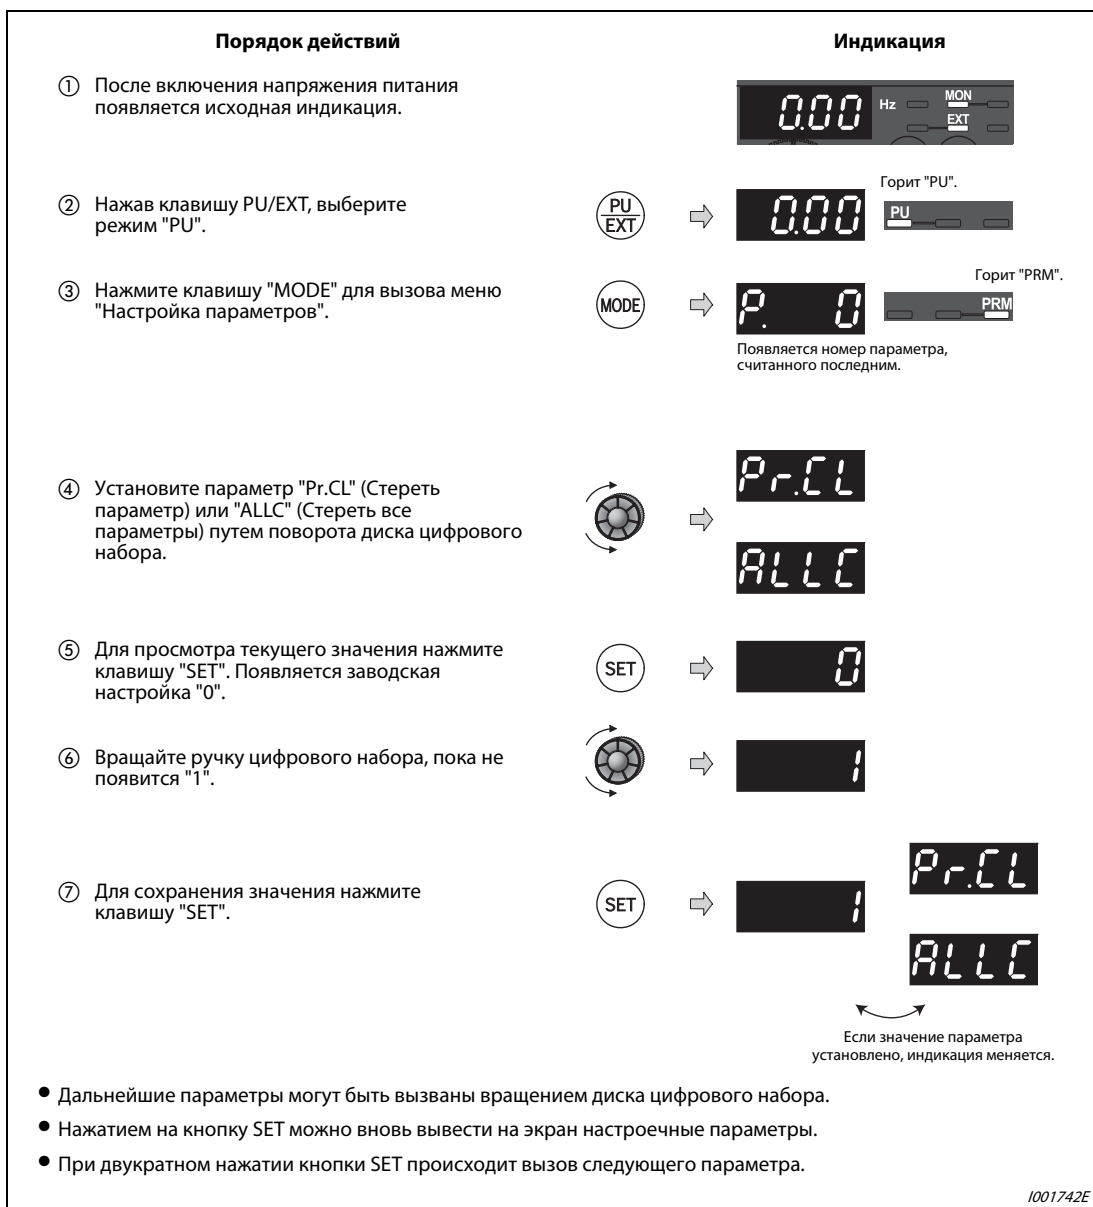 Порядок действий
Индикация
① После включения напряжения питания
появляется исходная индикация.
0.00 Hz MON
EXT
② Нажав клавишу PU/EXT, выберите
режим "PU".
PU
EXT
0.00
Горит "PU".
PU
③ Нажмите клавишу "MODE" для вызова меню
"Настройка параметров".
MODE
P. 0
Горит "PRM".
PRM
Появляется номер параметра,
считанного последним.
④ Установите параметр "Pr.CL" (Стереть
параметр) или "ALLC" (Стереть все
параметры) путем поворота диска цифрового
набора.
Pr.CL
ALLC
⑤ Для просмотра текущего значения нажмите
клавишу "SET". Появляется заводская
настройка "0".
SET
0
⑥ Вращайте ручку цифрового набора, пока не
появится "1".
1
⑦ Для сохранения значения нажмите
клавишу "SET".
SET
1
Pr.CL
ALLC
Если значение параметра
установлено, индикация меняется.
● Дальнейшие параметры могут быть вызваны вращением диска цифрового набора.
● Нажатием на кнопку SET можно вновь вывести на экран настроечные параметры.
● При двукратном нажатии кнопки SET происходит вызов следующего параметра.
I001742E